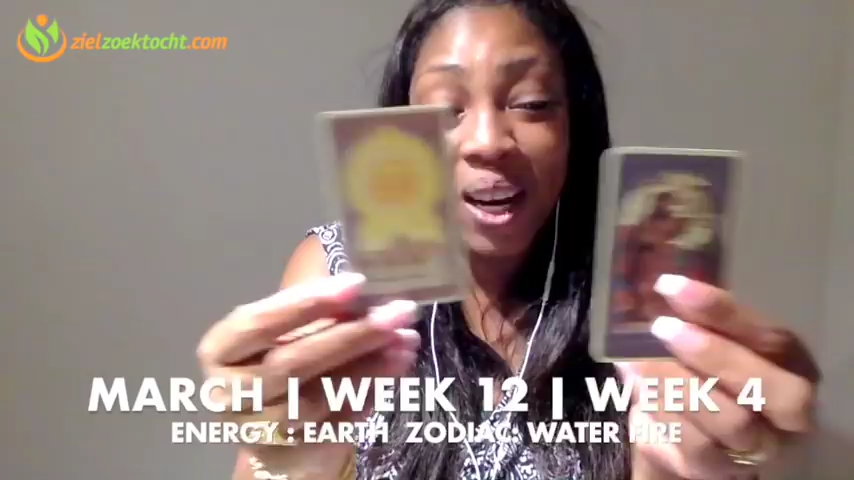 zielzoektocht.com
MARCH | WEEK 12 | WEEK 4
ENERGY : EARTH ZODIAC: WATER FIRE